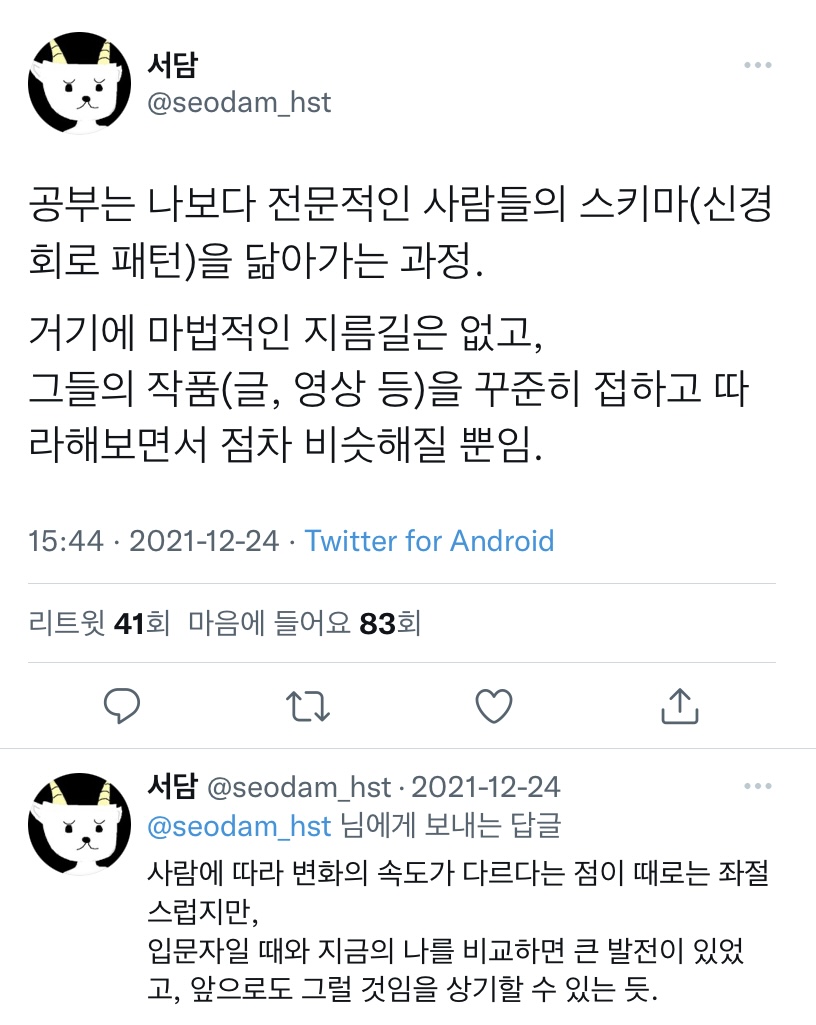 서담
@seodam_hst
공부는 나보다 전문적인 사람들의 스키마(신경
회로 패턴)을 닮아가는 과정.
거기에 마법적인 지름길은 없고,
그들의 작품(글, 영상 등)을 꾸준히 접하고 따
라해보면서 점차 비슷해질 뿐임.
15:44 · 2021-12-24 · Twitter for Android
리트윗 41회 마음에 들어요 83회
서담 @seodam_hst · 2021-12-24
@seodam_hst 님에게 보내는 답글
사람에 따라 변화의 속도가 다르다는 점이 때로는 좌절
스럽지만,
입문자일 때와 지금의 나를 비교하면 큰 발전이 있었
고, 앞으로도 그럴 것임을 상기할 수 있는 듯.